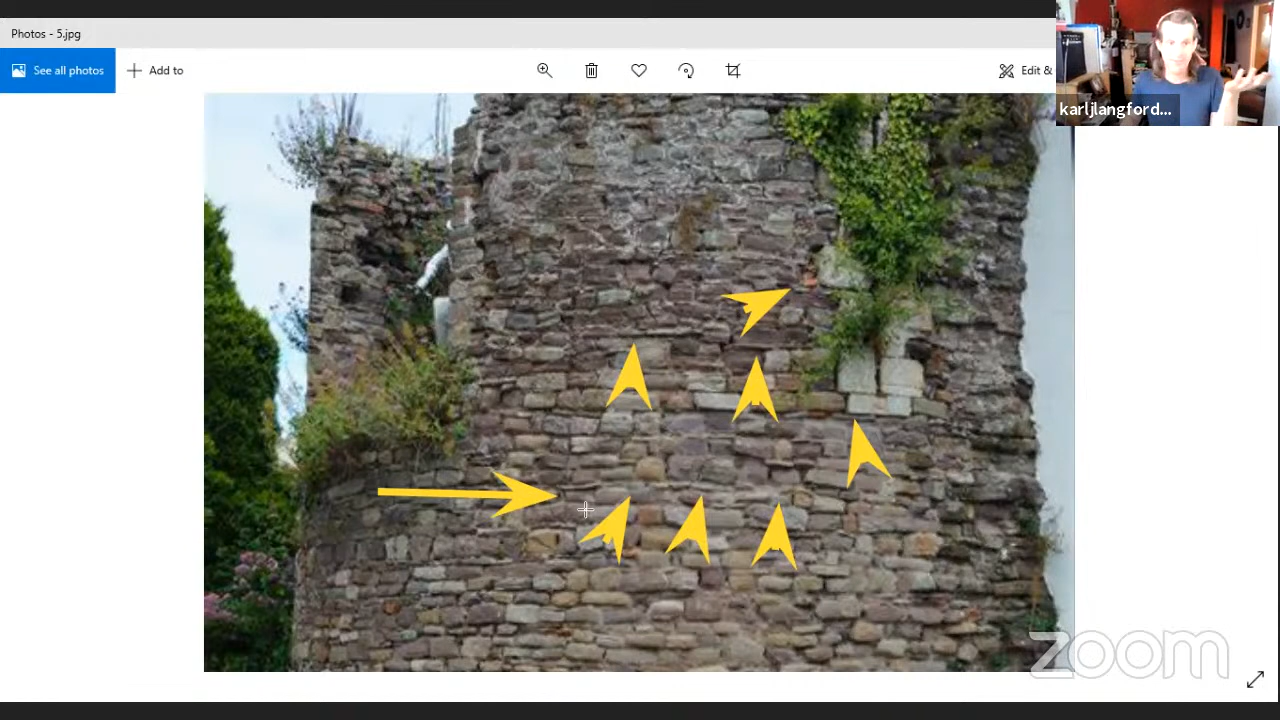 Photos - 5.jpg
See all photos
Add to
Edit &
karljlangford...
zoom